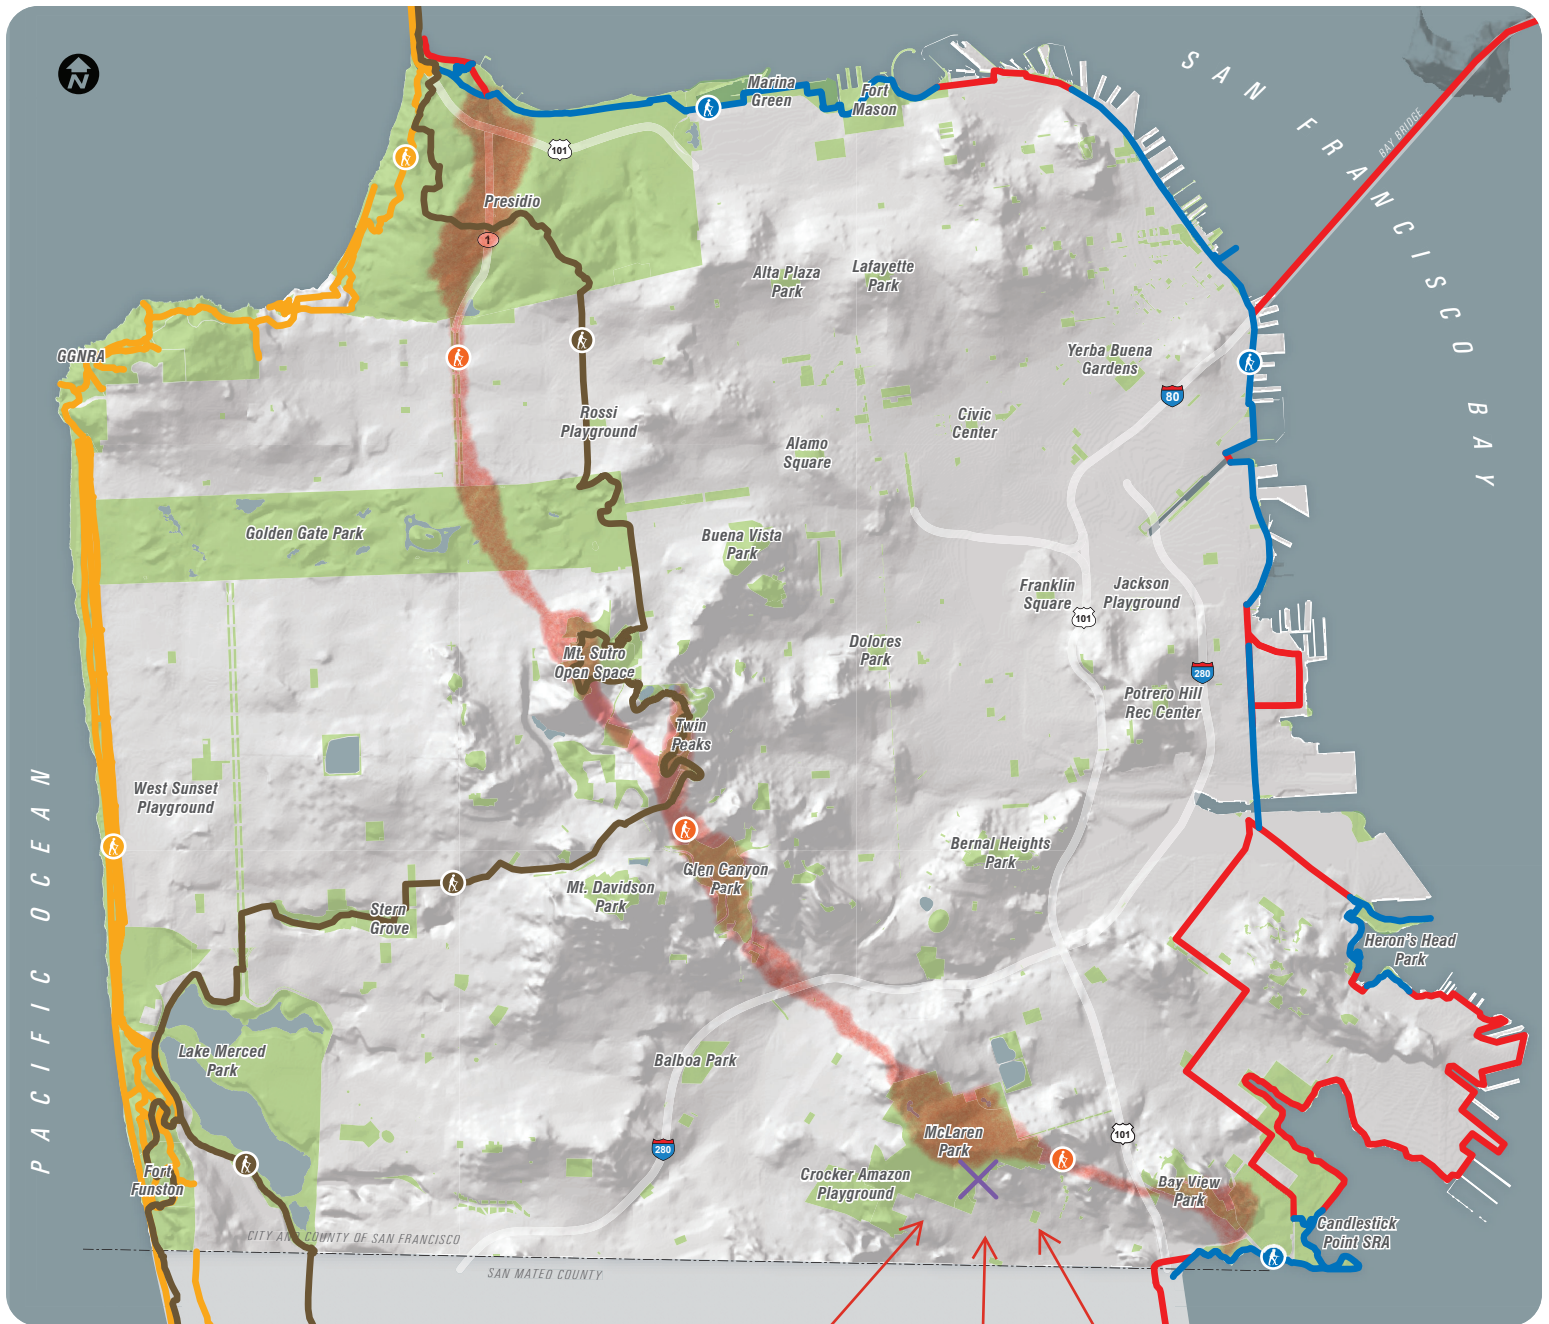 N
SAN FRANCISCO BAY
BAY BRIDGE
Marina
Green
Fort
Mason
101
Presidio
1
Alta Plaza
Park
Lafayette
Park
GGNRA
Yerba Buena
Gardens
80
Rossi
Playground
Civic
Center
Alamo
Square
Golden Gate Park
Buena Vista
Park
Franklin
Square
Jackson
Playground
101
Mt. Sutro
Open Space
Dolores
Park
280
Potrero Hill
Rec Center
Twin
Peaks
West Sunset
Playground
PACIFIC OCEAN
Bernal Heights
Park
Glen Canyon
Park
Mt. Davidson
Park
Stern
Grove
Heron's Head
Park
Lake Merced
Park
Balboa Park
McLaren
Park
101
280
Crocker Amazon
Playground
Fort
Funston
Bay View
Park
Candlestick
Point SRA
CITY AND COUNTY OF SAN FRANCISCO
SAN MATEO COUNTY